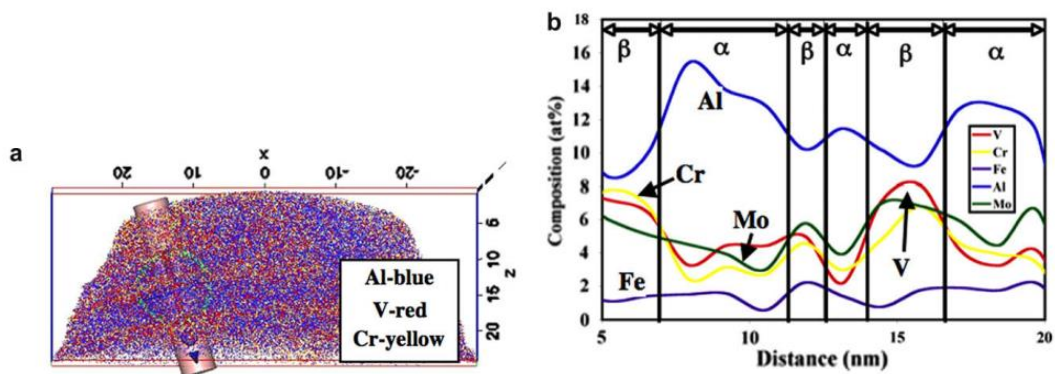 a
X
20
10
0
-10
-20
5
10
15
20
Z
Al-blue
V-red
Cr-yellow
b
18
16
14
12
10
8
6
4
2
0
Composition (at%)
β α β α β α
Al
Cr
Mo
V
Fe
V
Cr
Fe
Al
Mo
5 10 15 20
Distance (nm)